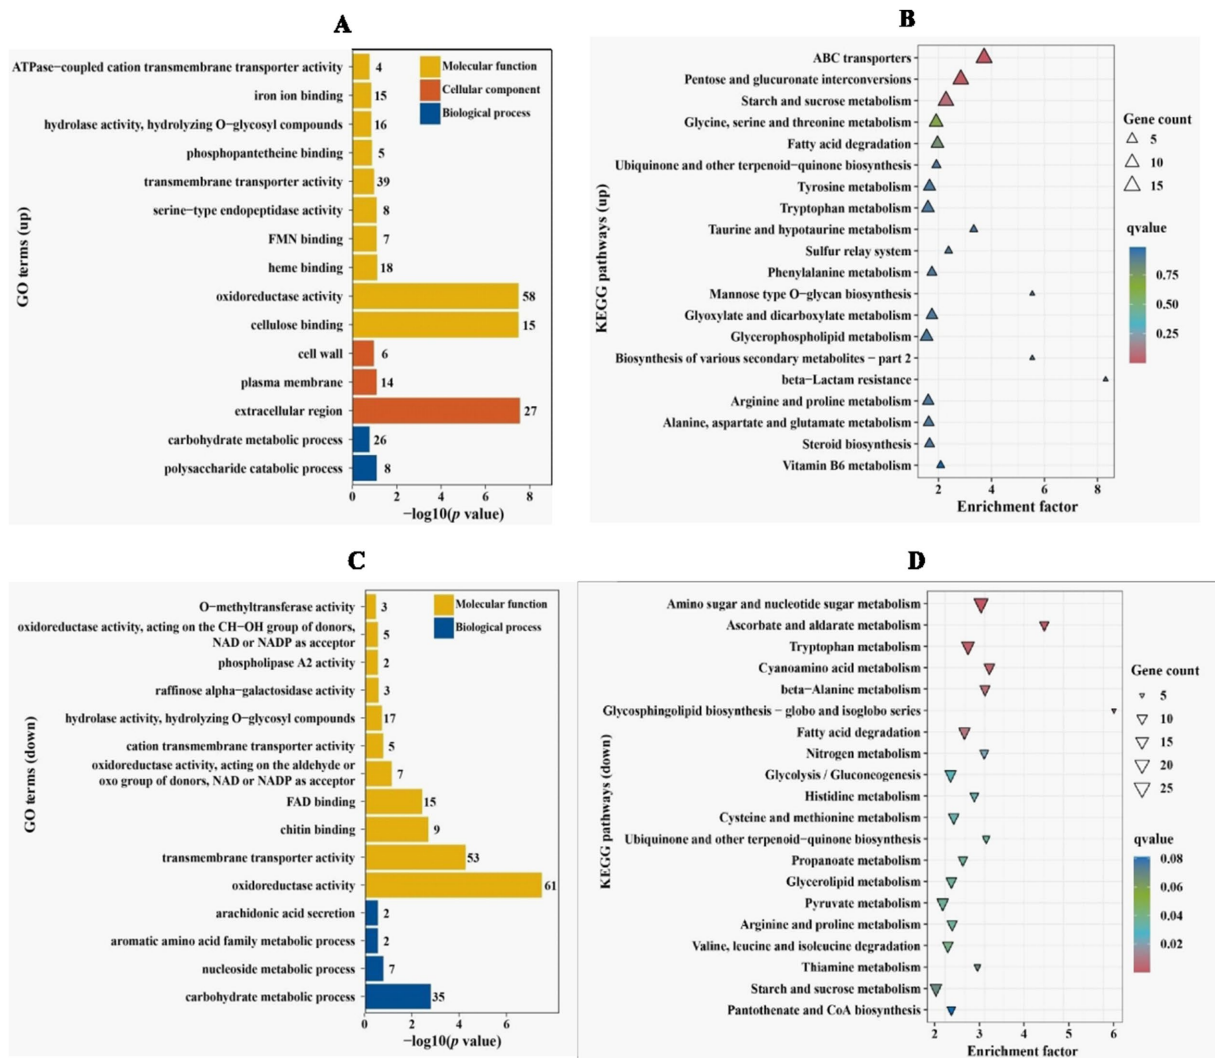 A
ATPase−coupled cation transmembrane transporter activity 4
iron ion binding 15
hydrolase activity, hydrolyzing O−glycosyl compounds 16
phosphopantetheine binding 5
transmembrane transporter activity 39
serine−type endopeptidase activity 8
FMN binding 7
heme binding 18
oxidoreductase activity 58
cellulose binding 15
cell wall 6
plasma membrane 14
extracellular region 27
carbohydrate metabolic process 26
polysaccharide catabolic process 8
0 2 4 6 8
−log10(p value)
GO terms (up)
Molecular function
Cellular component
Biological process
B
ABC transporters
Pentose and glucuronate interconversions
Starch and sucrose metabolism
Glycine, serine and threonine metabolism
Fatty acid degradation
Ubiquinone and other terpenoid−quinone biosynthesis
Tyrosine metabolism
Tryptophan metabolism
Taurine and hypotaurine metabolism
Sulfur relay system
Phenylalanine metabolism
Mannose type O−glycan biosynthesis
Glyoxylate and dicarboxylate metabolism
Glycerophospholipid metabolism
Biosynthesis of various secondary metabolites − part 2
beta−Lactam resistance
Arginine and proline metabolism
Alanine, aspartate and glutamate metabolism
Steroid biosynthesis
Vitamin B6 metabolism
2 4 6 8
Enrichment factor
KEGG pathways (up)
Gene count
5
10
15
qvalue
0.75
0.50
0.25
C
O−methyltransferase activity 3
oxidoreductase activity, acting on the CH−OH group of donors,
NAD or NADP as acceptor 5
phospholipase A2 activity 2
raffinose alpha−galactosidase activity 3
hydrolase activity, hydrolyzing O−glycosyl compounds 17
cation transmembrane transporter activity 5
oxidoreductase activity, acting on the aldehyde or
oxo group of donors, NAD or NADP as acceptor 7
FAD binding 15
chitin binding 9
transmembrane transporter activity 53
oxidoreductase activity 61
arachidonic acid secretion 2
aromatic amino acid family metabolic process 2
nucleoside metabolic process 7
carbohydrate metabolic process 35
0 2 4 6
−log10(p value)
GO terms (down)
Molecular function
Biological process
D
Amino sugar and nucleotide sugar metabolism
Ascorbate and aldarate metabolism
Tryptophan metabolism
Cyanoamino acid metabolism
beta−Alanine metabolism
Glycosphingolipid biosynthesis − globo and isoglobo series
Fatty acid degradation
Nitrogen metabolism
Glycolysis / Gluconeogenesis
Histidine metabolism
Cysteine and methionine metabolism
Ubiquinone and other terpenoid−quinone biosynthesis
Propanoate metabolism
Glycerolipid metabolism
Pyruvate metabolism
Arginine and proline metabolism
Valine, leucine and isoleucine degradation
Thiamine metabolism
Starch and sucrose metabolism
Pantothenate and CoA biosynthesis
2 3 4 5 6
Enrichment factor
KEGG pathways (down)
Gene count
5
10
15
20
25
qvalue
0.08
0.06
0.04
0.02